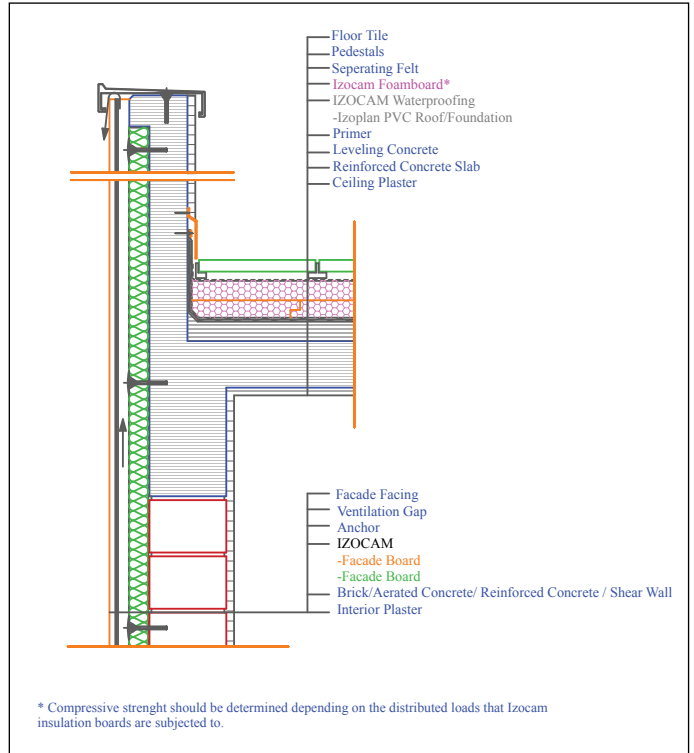 Floor Tile
Pedestals
Seperating Felt
Izocam Foamboard*
IZOCAM Waterproofing
-Izoplan PVC Roof/Foundation
Primer
Leveling Concrete
Reinforced Concrete Slab
Ceiling Plaster
Facade Facing
Ventilation Gap
Anchor
IZOCAM
-Facade Board
-Facade Board
Brick/Aerated Concrete/ Reinforced Concrete / Shear Wall
Interior Plaster
* Compressive strenght should be determined depending on the distributed loads that Izocam
insulation boards are subjected to.